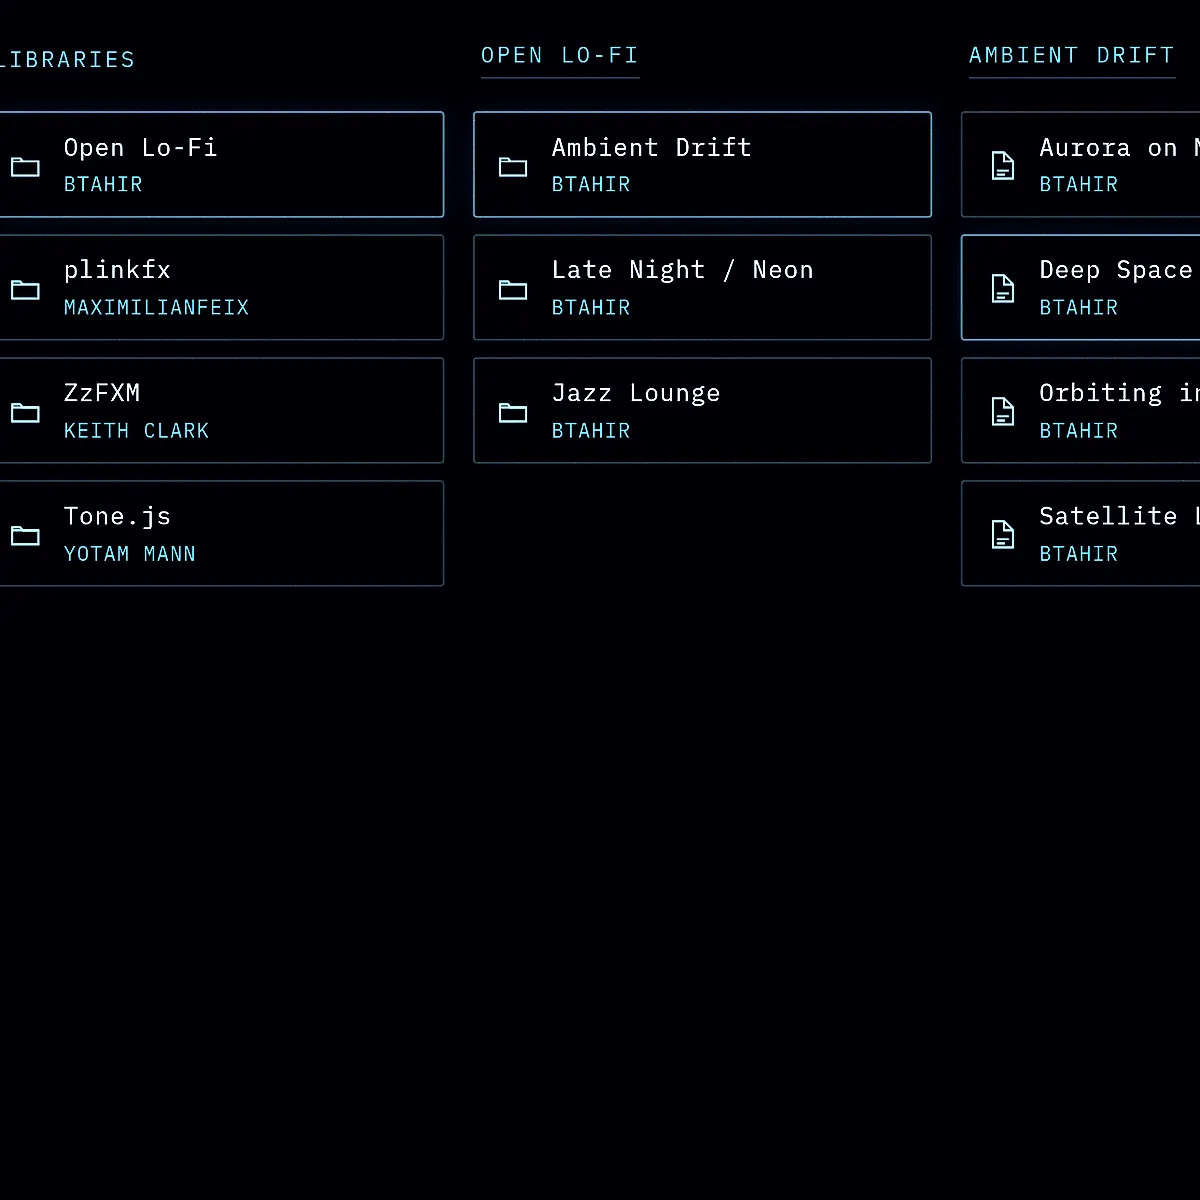 LIBRARIES
Open Lo-Fi
BTAHIR
plinkfx
MAXIMILIANFEIX
ZzFXM
KEITH CLARK
Tone.js
YOTAM MANN
OPEN LO-FI
Ambient Drift
BTAHIR
Late Night / Neon
BTAHIR
Jazz Lounge
BTAHIR
AMBIENT DRIFT
Aurora on
BTAHIR
Deep Space
BTAHIR
Orbiting
BTAHIR
Satellite
BTAHIR